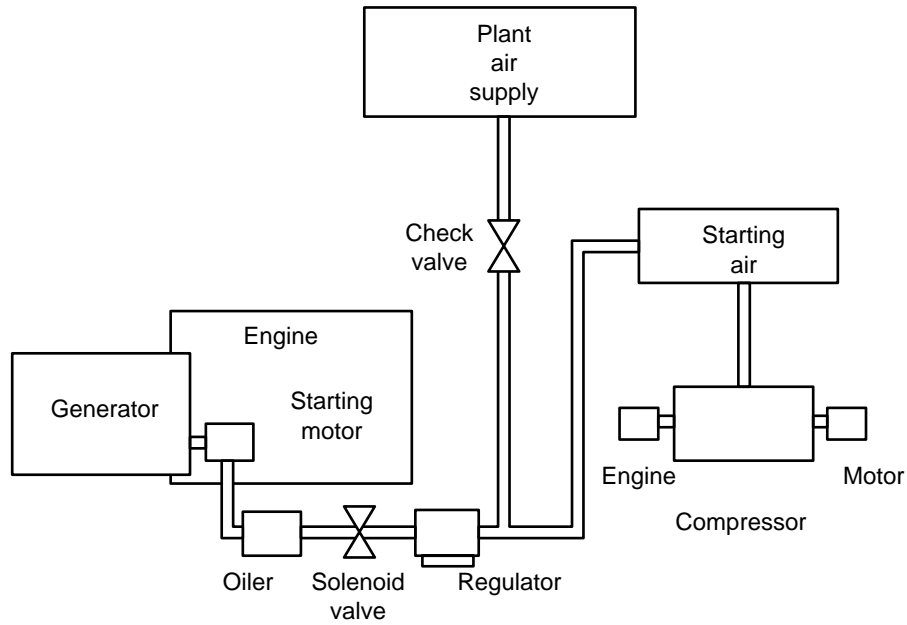 Plant
air
supply
Check
valve
Starting
air
Engine
Generator
Starting
motor
Engine
Motor
Compressor
Oiler
Solenoid
valve
Regulator